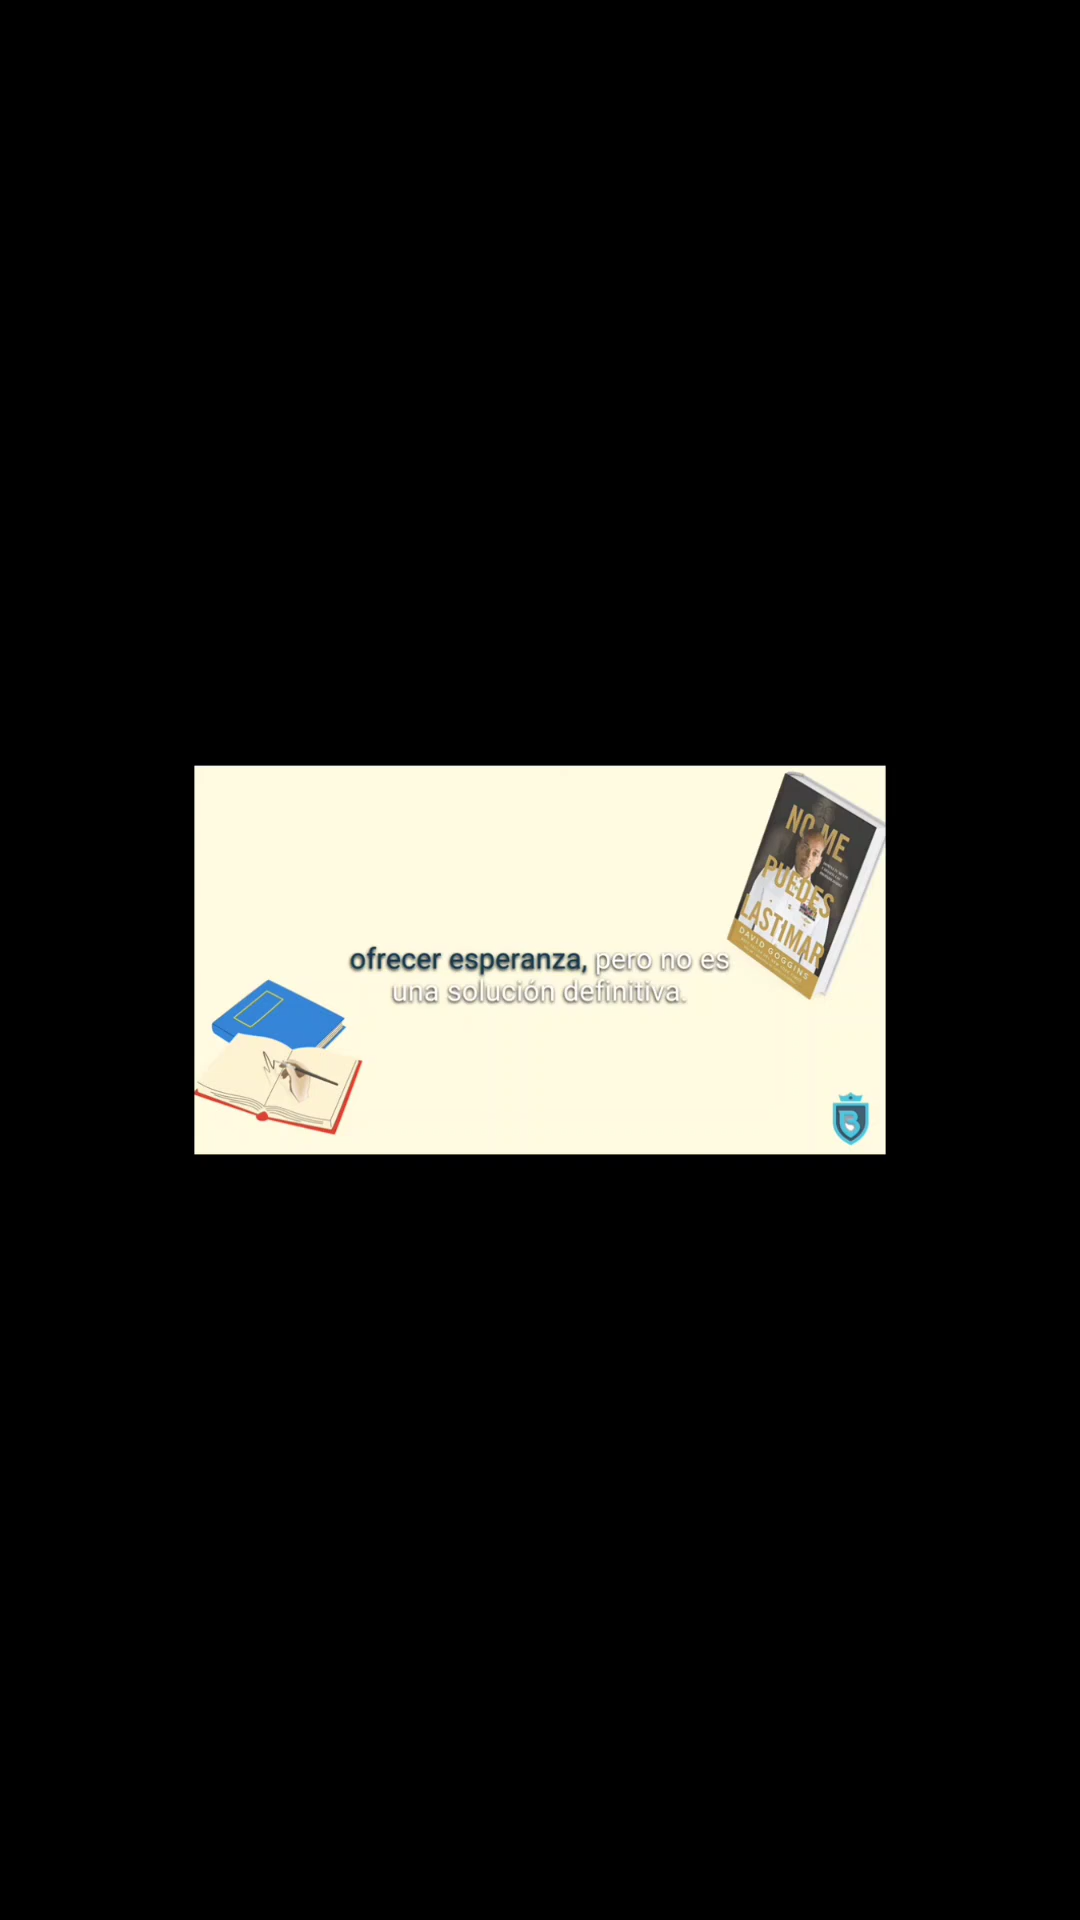 NO ME
PUEDES
LASTIMAR
DAVID GOGGINS
ofrecer esperanza, pero no es
una solución definitiva.